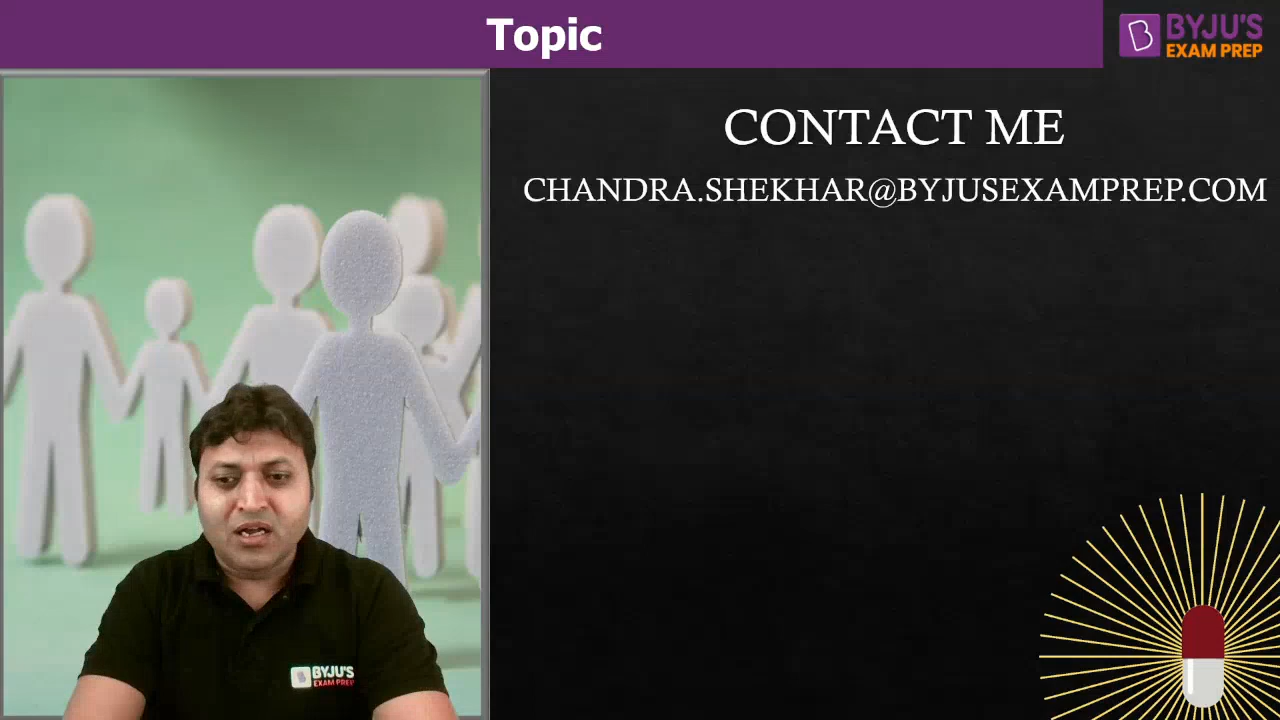 Topic
BYJU'S
EXAM PREP
CONTACT ME
CHANDRA.SHEKHAR@BYJUSEXAMPREP.COM
BYJU'S
EXAM PREP